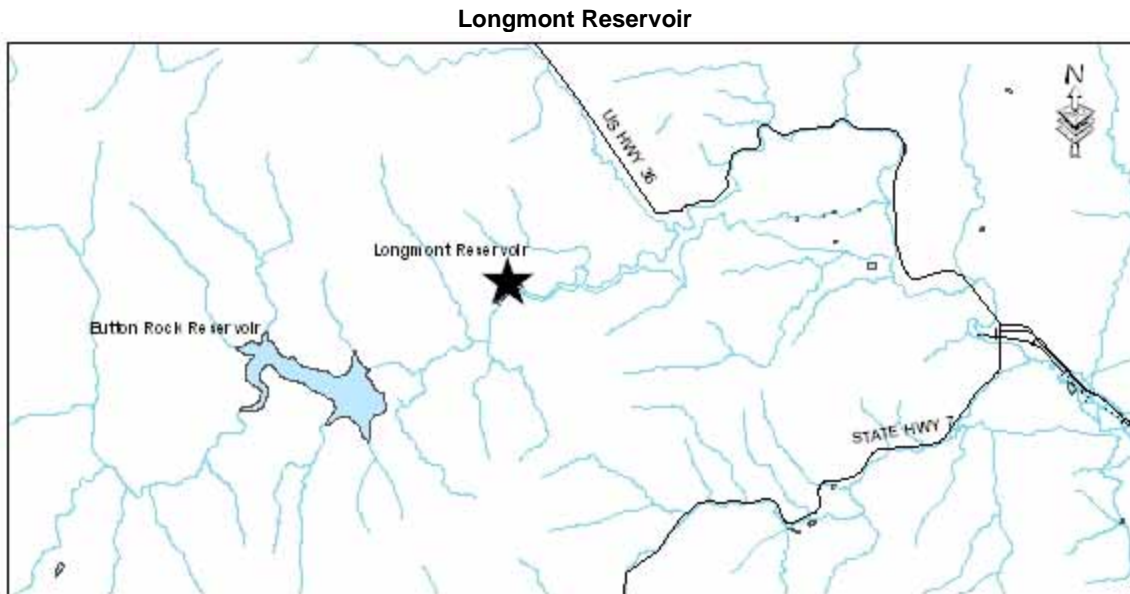 Longmont Reservoir
N
US HWY 36
Longmont Reservoir
Button Rock Reservoir
STATE HWY 7